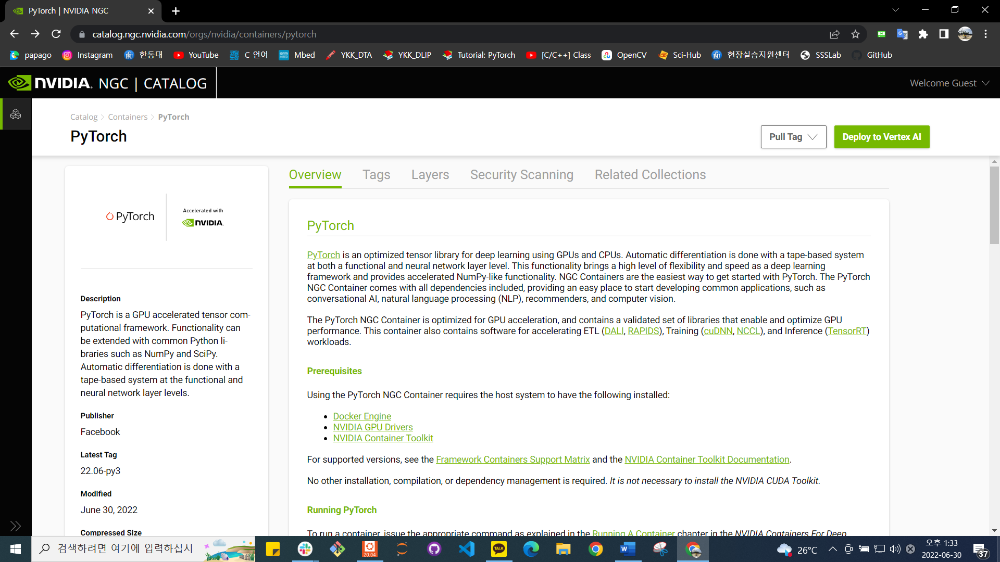 PyTorch | NVIDIA NGC
catalog.ngc.nvidia.com/orgs/nvidia/containers/pytorch
papago Instagram 한동대 YouTube C 언어 Mbed YKK_DTA YKK_DLIP Tutorial: PyTorch [C/C++] Class OpenCV Sci-Hub 현장실습지원센터 SSSLab GitHub
NVIDIA. NGC | CATALOG
Welcome Guest
Catalog > Containers > PyTorch
PyTorch
Pull Tag
Deploy to Vertex AI
PyTorch
Accelerated with
NVIDIA.
Description
PyTorch is a GPU accelerated tensor com-
putational framework. Functionality can
be extended with common Python li-
braries such as NumPy and SciPy.
Automatic differentiation is done with a
tape-based system at the functional and
neural network layer levels.
Publisher
Facebook
Latest Tag
22.06-py3
Modified
June 30, 2022
Compressed Size
Overview Tags Layers Security Scanning Related Collections
PyTorch
PyTorch is an optimized tensor library for deep learning using GPUs and CPUs. Automatic differentiation is done with a tape-based system
at both a functional and neural network layer level. This functionality brings a high level of flexibility and speed as a deep learning
framework and provides accelerated NumPy-like functionality. NGC Containers are the easiest way to get started with PyTorch. The PyTorch
NGC Container comes with all dependencies included, providing an easy place to start developing common applications, such as
conversational AI, natural language processing (NLP), recommenders, and computer vision.
The PyTorch NGC Container is optimized for GPU acceleration, and contains a validated set of libraries that enable and optimize GPU
performance. This container also contains software for accelerating ETL (DALI, RAPIDS), Training (cuDNN, NCCL), and Inference (TensorRT)
workloads.
Prerequisites
Using the PyTorch NGC Container requires the host system to have the following installed:
• Docker Engine
• NVIDIA GPU Drivers
• NVIDIA Container Toolkit
For supported versions, see the Framework Containers Support Matrix and the NVIDIA Container Toolkit Documentation.
No other installation, compilation, or dependency management is required. It is not necessary to install the NVIDIA CUDA Toolkit.
Running PyTorch
To run a container, issue the appropriate command as explained in the Running A Container chapter in the NVIDIA Containers For Deep
검색하려면 여기에 입력하십시
20.04
TALK
26°C
오후 1:33
2022-06-30
37